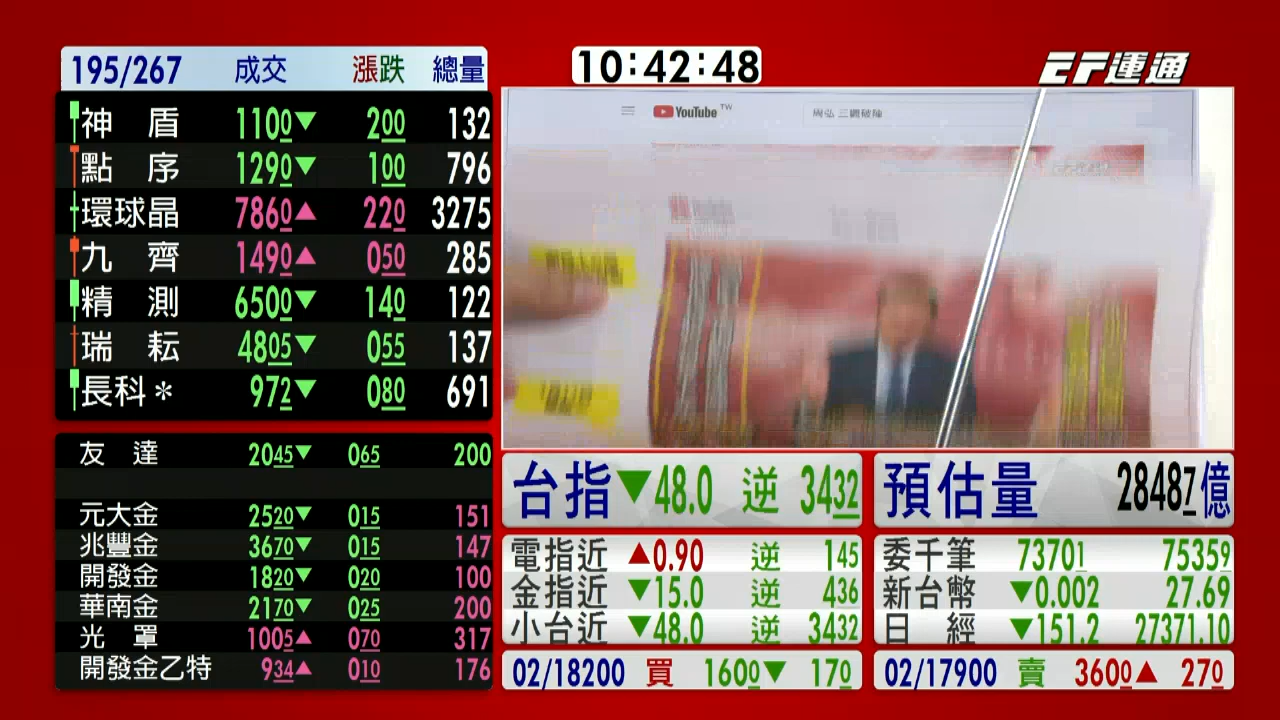 195/267 成交 漲跌 總量
神盾 1100▼ 200 132
點序 1290▼ 100 796
環球晶 7860▲ 220 3275
九齊 1490▲ 050 285
精測 6500▼ 140 122
瑞耘 4805▼ 055 137
長科* 972▼ 080 691
友達 2045▼ 065 200
元大金 2520▼ 015 151
兆豐金 3670▼ 015 147
開發金 1820▼ 020 100
華南金 2170▼ 025 200
光罩 1005▲ 070 317
開發金乙特 934▲ 010 176
10:42:48
EF運通
YouTube TW
周弘 三關破陣
台指▼48.0 逆 3432
電指近 ▲0.90 逆 145
金指近 ▼15.0 逆 436
小台近 ▼48.0 逆 3432
02/18200 買 1600▼ 170
預估量 28487億
委千筆 73701 75359
新台幣 ▼0.002 27.69
日經 ▼151.2 27371.10
02/17900 賣 3600▲ 270